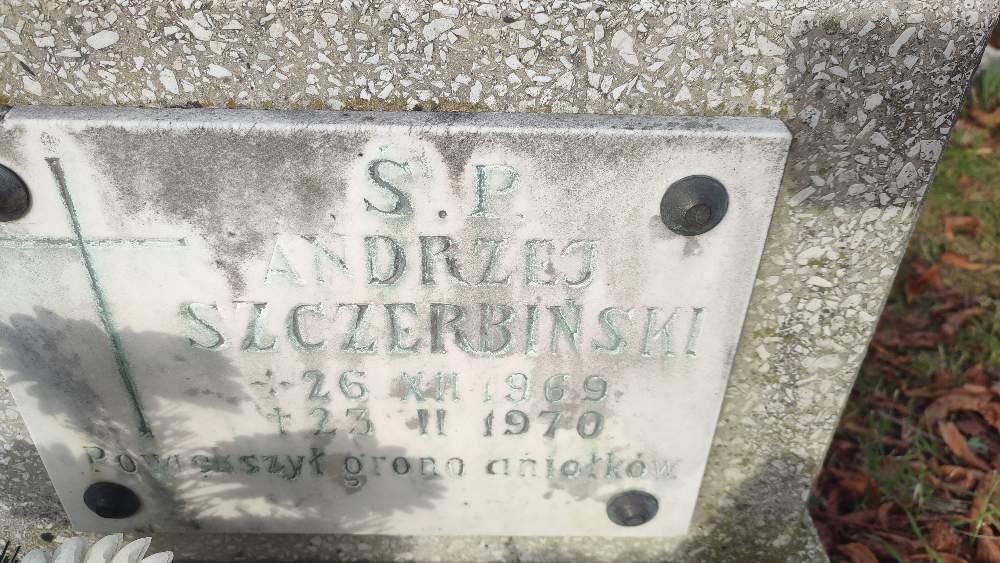 Ś.P.
ANDRZEJ
SZCZERBIŃSKI
26 XII 1969
† 23 II 1970
Powiększył grono aniołków